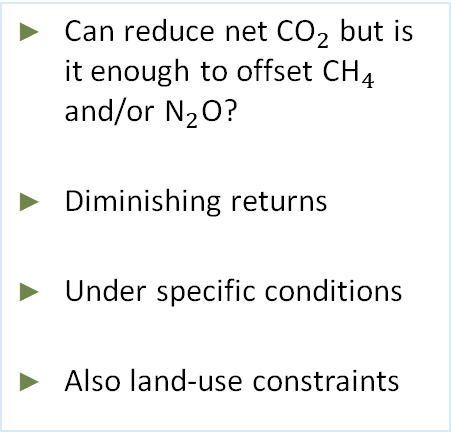 ► Can reduce net CO₂ but is
it enough to offset CH₄
and/or N₂O?
► Diminishing returns
► Under specific conditions
► Also land-use constraints